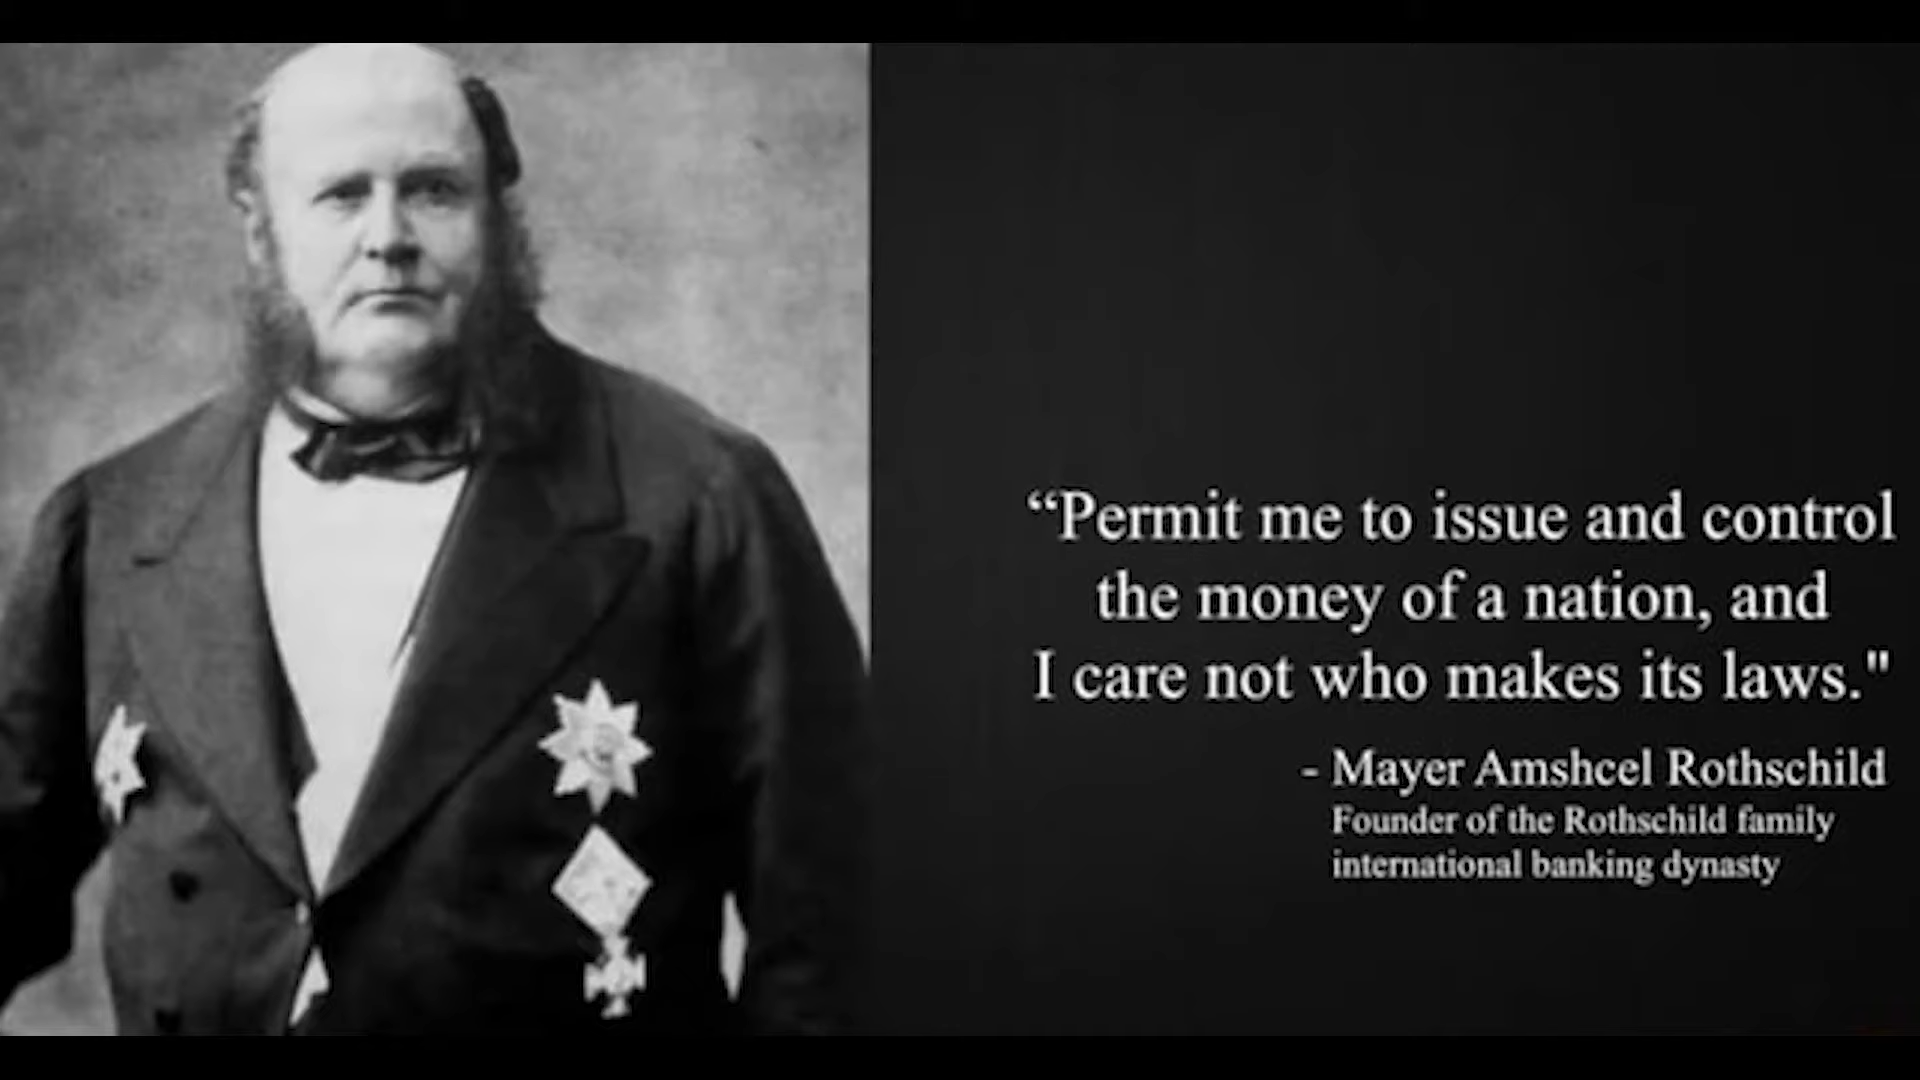 “Permit me to issue and control
the money of a nation, and
I care not who makes its laws."
- Mayer Amshcel Rothschild
Founder of the Rothschild family
international banking dynasty